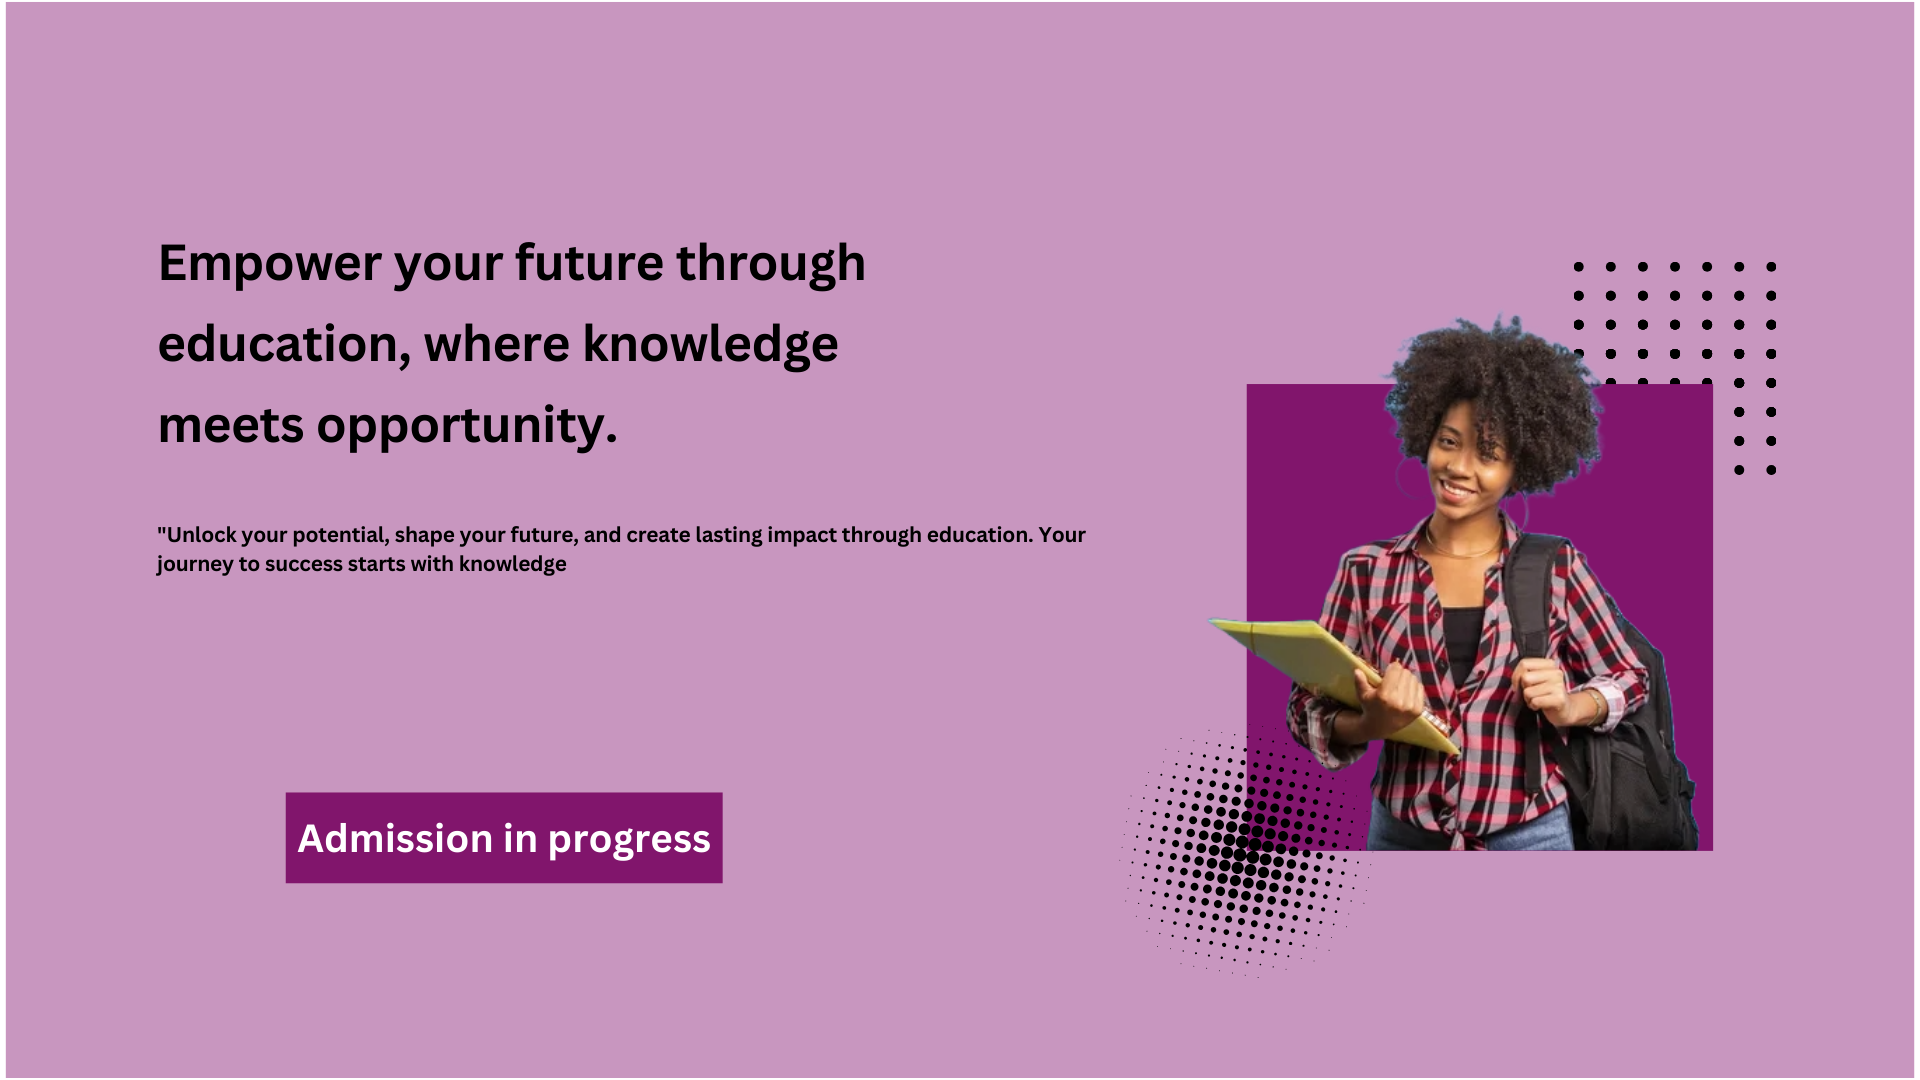 Empower your future through
education, where knowledge
meets opportunity.
"Unlock your potential, shape your future, and create lasting impact through education. Your
journey to success starts with knowledge
Admission in progress